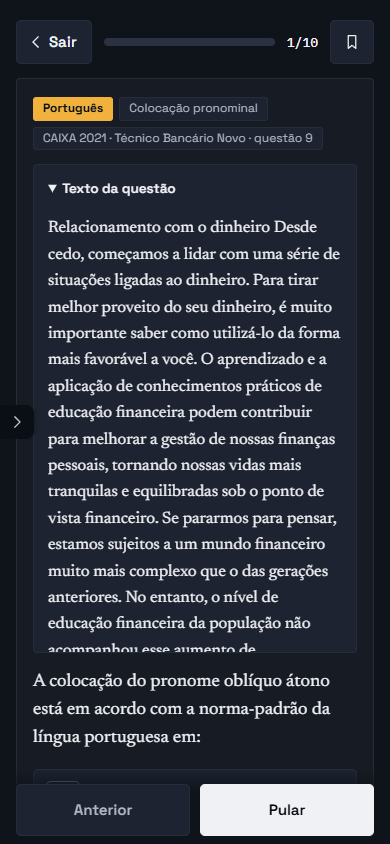 Sair
1/10
Português
Colocação pronominal
CAIXA 2021 · Técnico Bancário Novo · questão 9
▼ Texto da questão
Relacionamento com o dinheiro Desde
cedo, começamos a lidar com uma série de
situações ligadas ao dinheiro. Para tirar
melhor proveito do seu dinheiro, é muito
importante saber como utilizá-lo da forma
mais favorável a você. O aprendizado e a
aplicação de conhecimentos práticos de
educação financeira podem contribuir
para melhorar a gestão de nossas finanças
pessoais, tornando nossas vidas mais
tranquilas e equilibradas sob o ponto de
vista financeiro. Se pararmos para pensar,
estamos sujeitos a um mundo financeiro
muito mais complexo que o das gerações
anteriores. No entanto, o nível de
educação financeira da população não
acompanhou esse aumento de
A colocação do pronome oblíquo átono
está em acordo com a norma-padrão da
língua portuguesa em:
Anterior
Pular